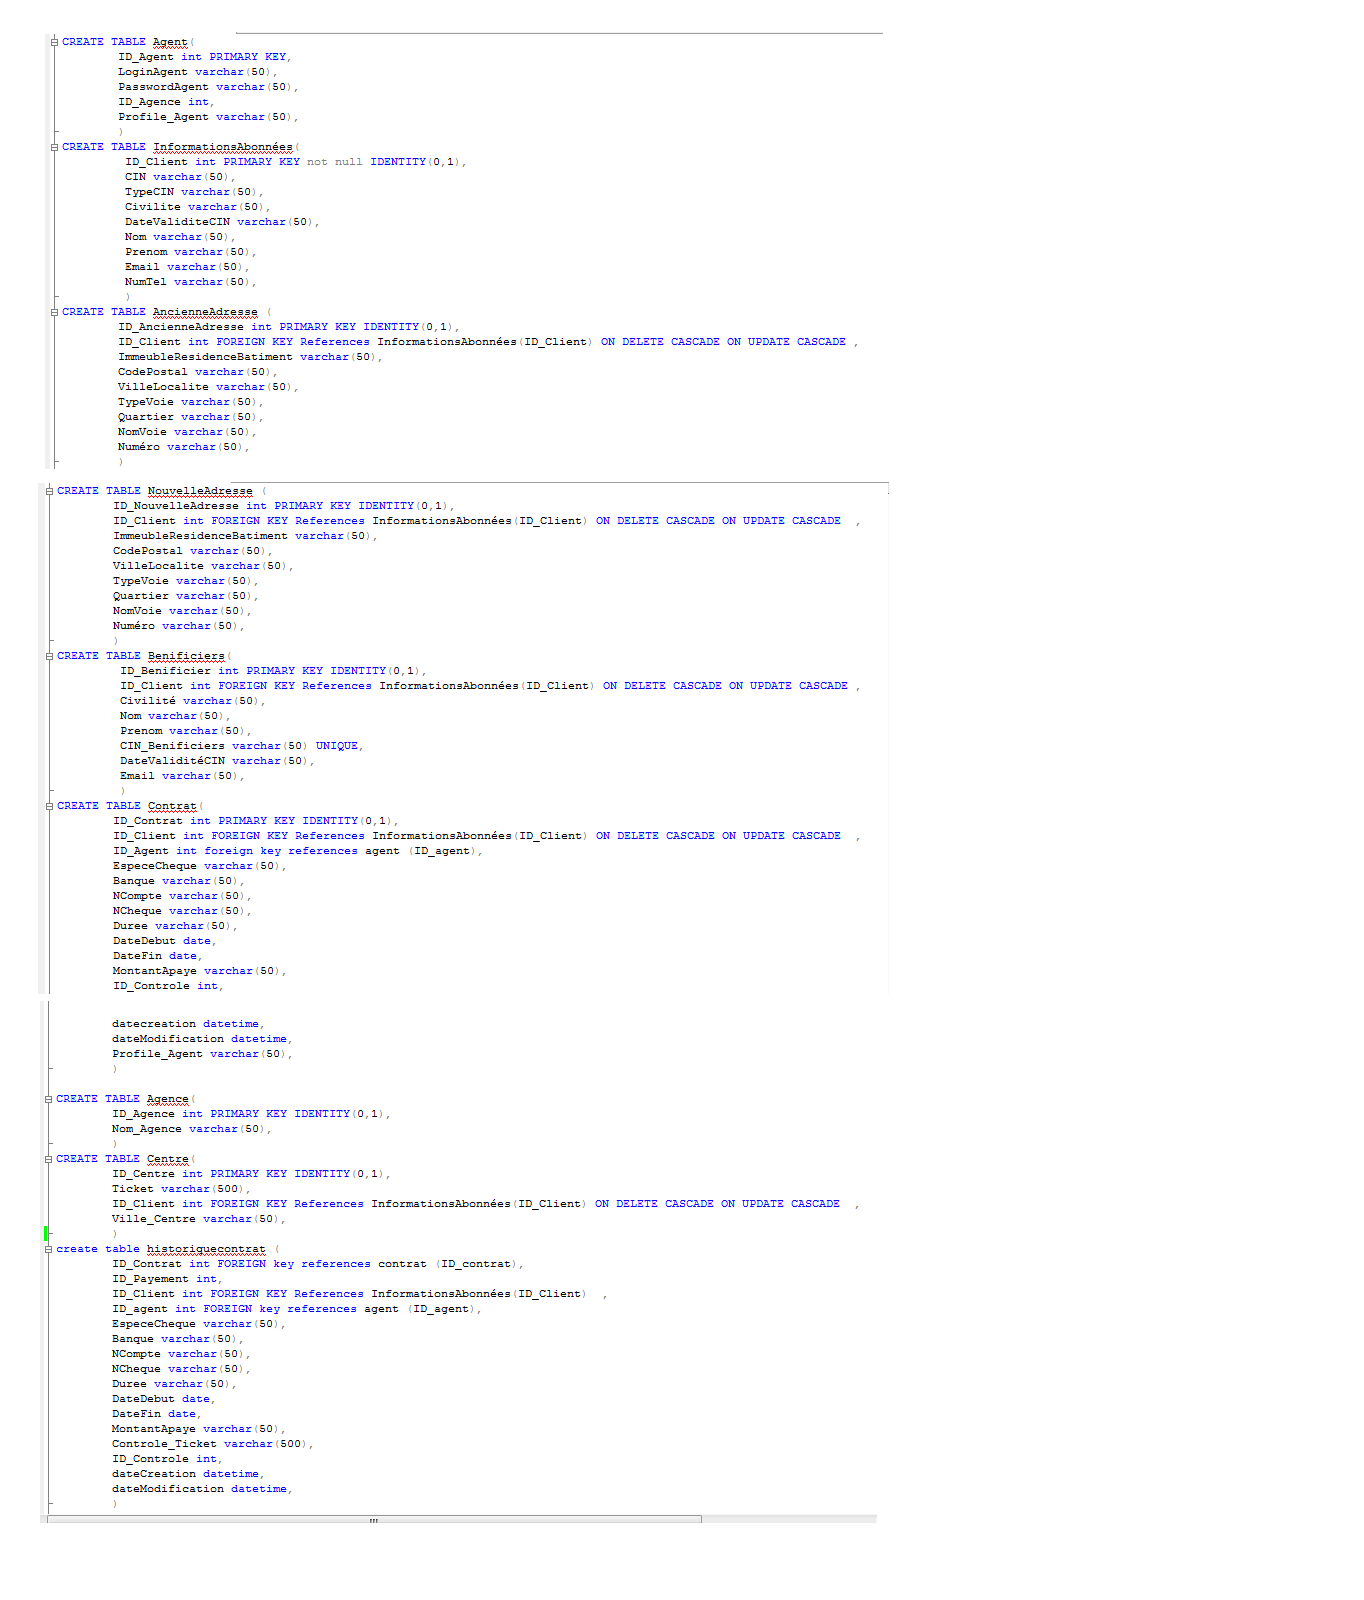 CREATE TABLE Agent(
ID_Agent int PRIMARY KEY,
LoginAgent varchar(50),
PasswordAgent varchar(50),
ID_Agence int,
Profile_Agent varchar(50),
)
CREATE TABLE InformationsAbonnées(
ID_Client int PRIMARY KEY not null IDENTITY(0,1),
CIN varchar(50),
TypeCIN varchar(50),
Civilite varchar(50),
DateValiditeCIN varchar(50),
Nom varchar(50),
Prenom varchar(50),
Email varchar(50),
NumTel varchar(50),
)
CREATE TABLE AncienneAdresse (
ID_AncienneAdresse int PRIMARY KEY IDENTITY(0,1),
ID_Client int FOREIGN KEY References InformationsAbonnées(ID_Client) ON DELETE CASCADE ON UPDATE CASCADE ,
ImmeubleResidenceBatiment varchar(50),
CodePostal varchar(50),
VilleLocalite varchar(50),
TypeVoie varchar(50),
Quartier varchar(50),
NomVoie varchar(50),
Numéro varchar(50),
)
CREATE TABLE NouvelleAdresse (
ID_NouvelleAdresse int PRIMARY KEY IDENTITY(0,1),
ID_Client int FOREIGN KEY References InformationsAbonnées(ID_Client) ON DELETE CASCADE ON UPDATE CASCADE ,
ImmeubleResidenceBatiment varchar(50),
CodePostal varchar(50),
VilleLocalite varchar(50),
TypeVoie varchar(50),
Quartier varchar(50),
NomVoie varchar(50),
Numéro varchar(50),
)
CREATE TABLE Benificiers(
ID_Benificier int PRIMARY KEY IDENTITY(0,1),
ID_Client int FOREIGN KEY References InformationsAbonnées(ID_Client) ON DELETE CASCADE ON UPDATE CASCADE ,
Civilité varchar(50),
Nom varchar(50),
Prenom varchar(50),
CIN_Benificiers varchar(50) UNIQUE,
DateValiditéCIN varchar(50),
Email varchar(50),
)
CREATE TABLE Contrat(
ID_Contrat int PRIMARY KEY IDENTITY(0,1),
ID_Client int FOREIGN KEY References InformationsAbonnées(ID_Client) ON DELETE CASCADE ON UPDATE CASCADE ,
ID_Agent int foreign key references agent (ID_agent),
EspeceCheque varchar(50),
Banque varchar(50),
NCompte varchar(50),
NCheque varchar(50),
Duree varchar(50),
DateDebut date,
DateFin date,
MontantApaye varchar(50),
ID_Controle int,
datecreation datetime,
dateModification datetime,
Profile_Agent varchar(50),
)
CREATE TABLE Agence(
ID_Agence int PRIMARY KEY IDENTITY(0,1),
Nom_Agence varchar(50),
)
CREATE TABLE Centre(
ID_Centre int PRIMARY KEY IDENTITY(0,1),
Ticket varchar(500),
ID_Client int FOREIGN KEY References InformationsAbonnées(ID_Client) ON DELETE CASCADE ON UPDATE CASCADE ,
Ville_Centre varchar(50),
)
create table historiquecontrat (
ID_Contrat int FOREIGN key references contrat (ID_contrat),
ID_Payement int,
ID_Client int FOREIGN KEY References InformationsAbonnées(ID_Client) ,
ID_agent int FOREIGN key references agent (ID_agent),
EspeceCheque varchar(50),
Banque varchar(50),
NCompte varchar(50),
NCheque varchar(50),
Duree varchar(50),
DateDebut date,
DateFin date,
MontantApaye varchar(50),
Controle_Ticket varchar(500),
ID_Controle int,
dateCreation datetime,
dateModification datetime,
)